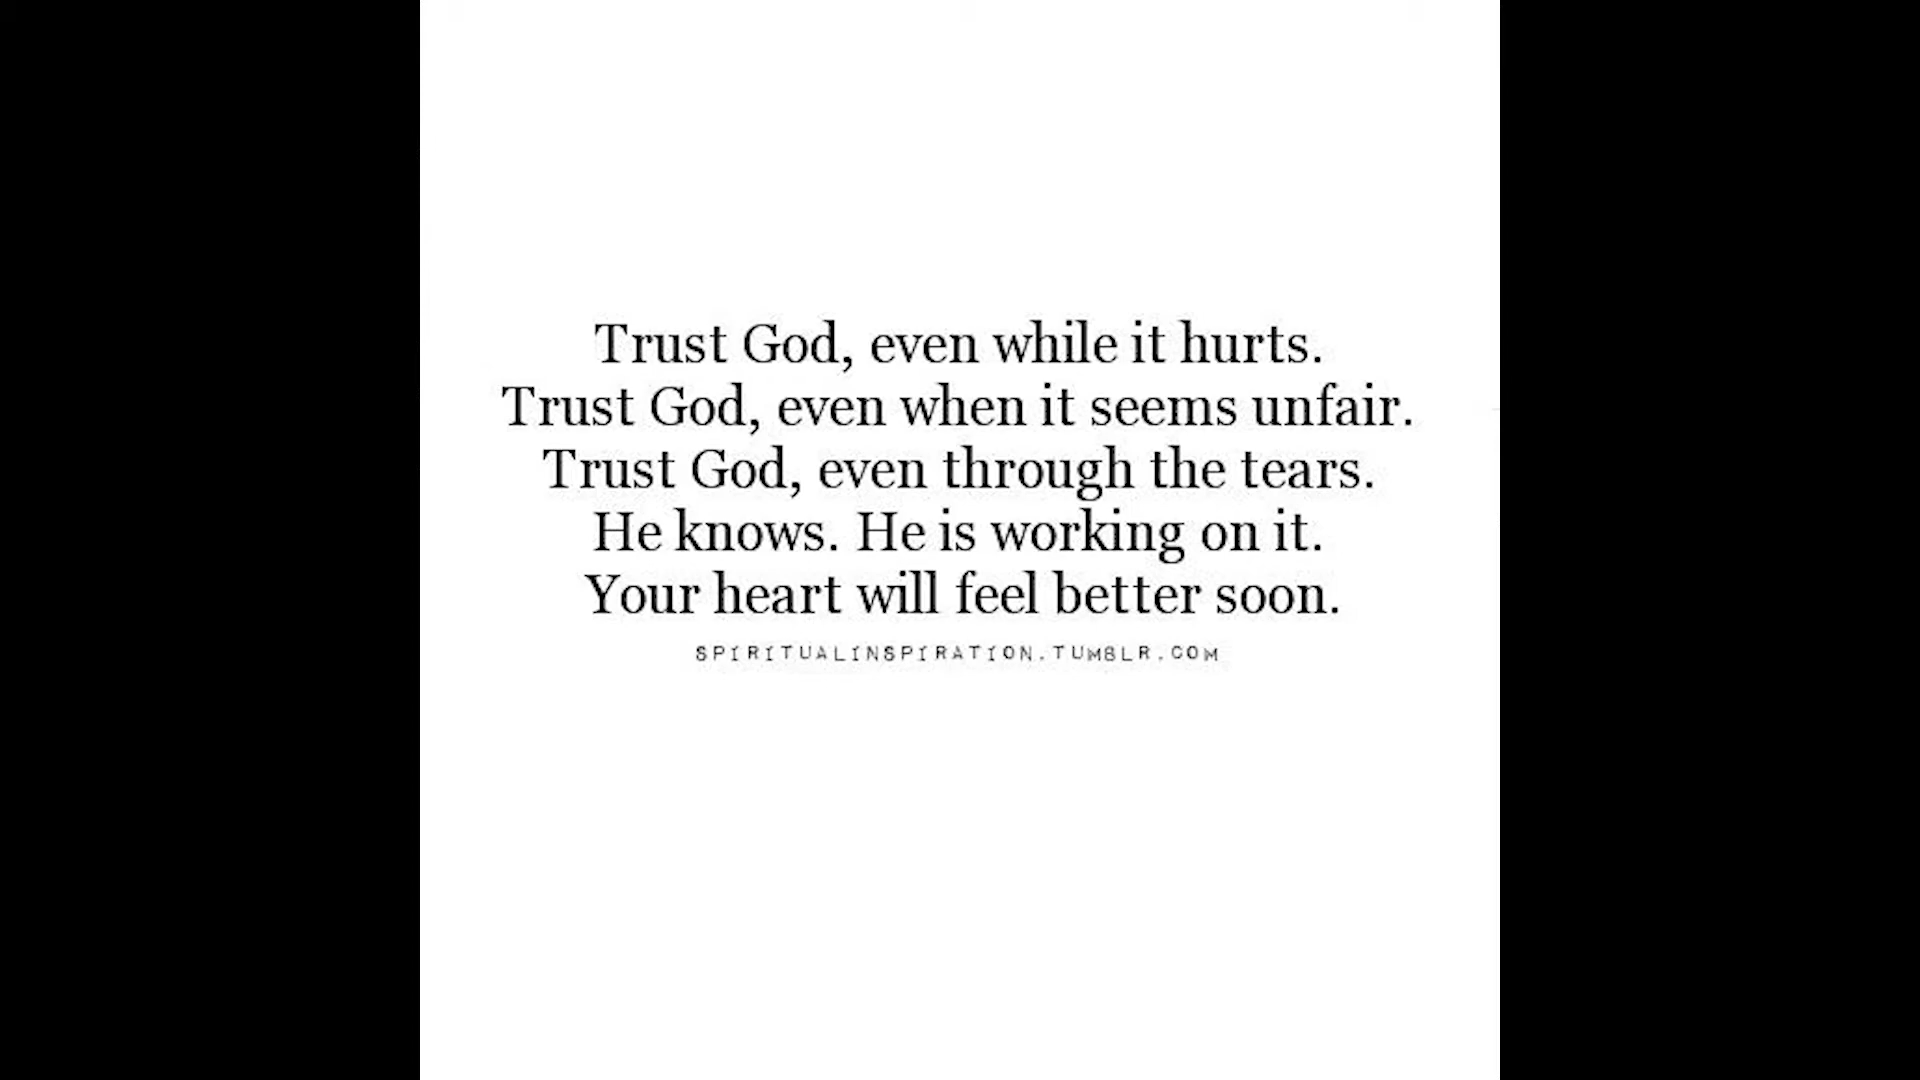 Trust God, even while it hurts.
Trust God, even when it seems unfair.
Trust God, even through the tears.
He knows. He is working on it.
Your heart will feel better soon.
SPIRITUALINSPIRATION.TUMBLR.COM